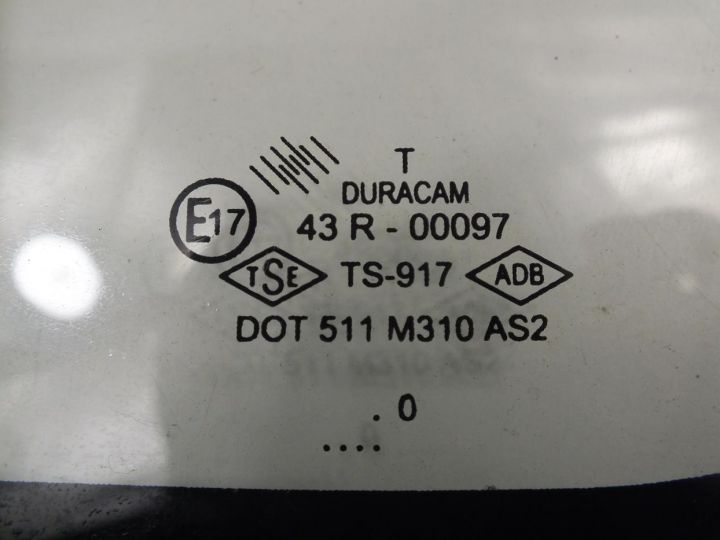 T
DURACAM
E17 43 R - 00097
TSE TS-917 ADB
DOT 511 M310 AS2
. 0
....